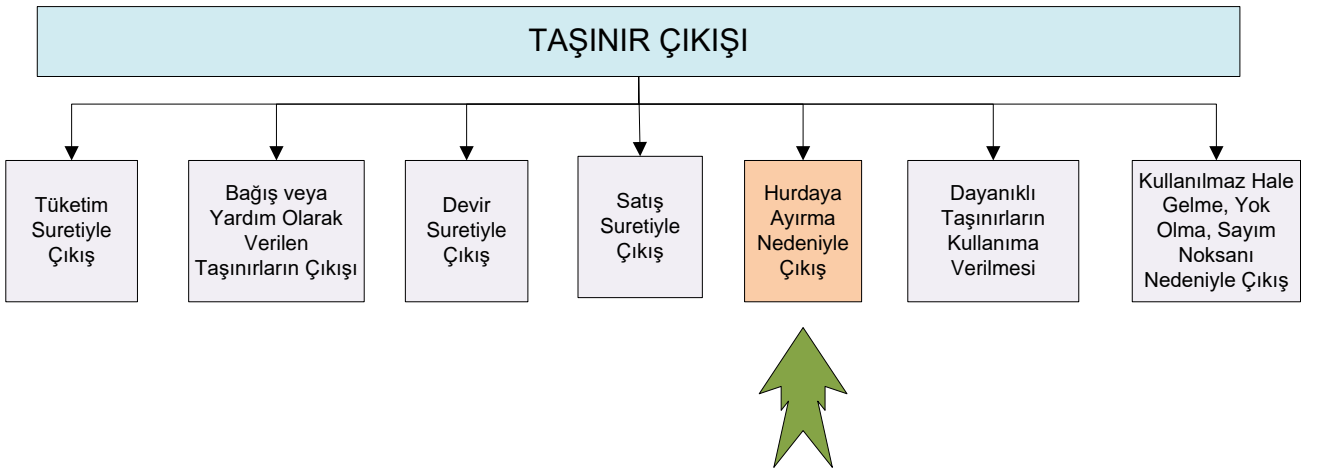 TAŞINIR ÇIKIŞI
Tüketim
Suretiyle
Çıkış
Bağış veya
Yardım Olarak
Verilen
Taşınırların Çıkışı
Devir
Suretiyle
Çıkış
Satış
Suretiyle
Çıkış
Hurdaya
Ayırma
Nedeniyle
Çıkış
Dayanıklı
Taşınırların
Kullanıma
Verilmesi
Kullanılmaz Hale
Gelme, Yok
Olma, Sayım
Noksanı
Nedeniyle Çıkış